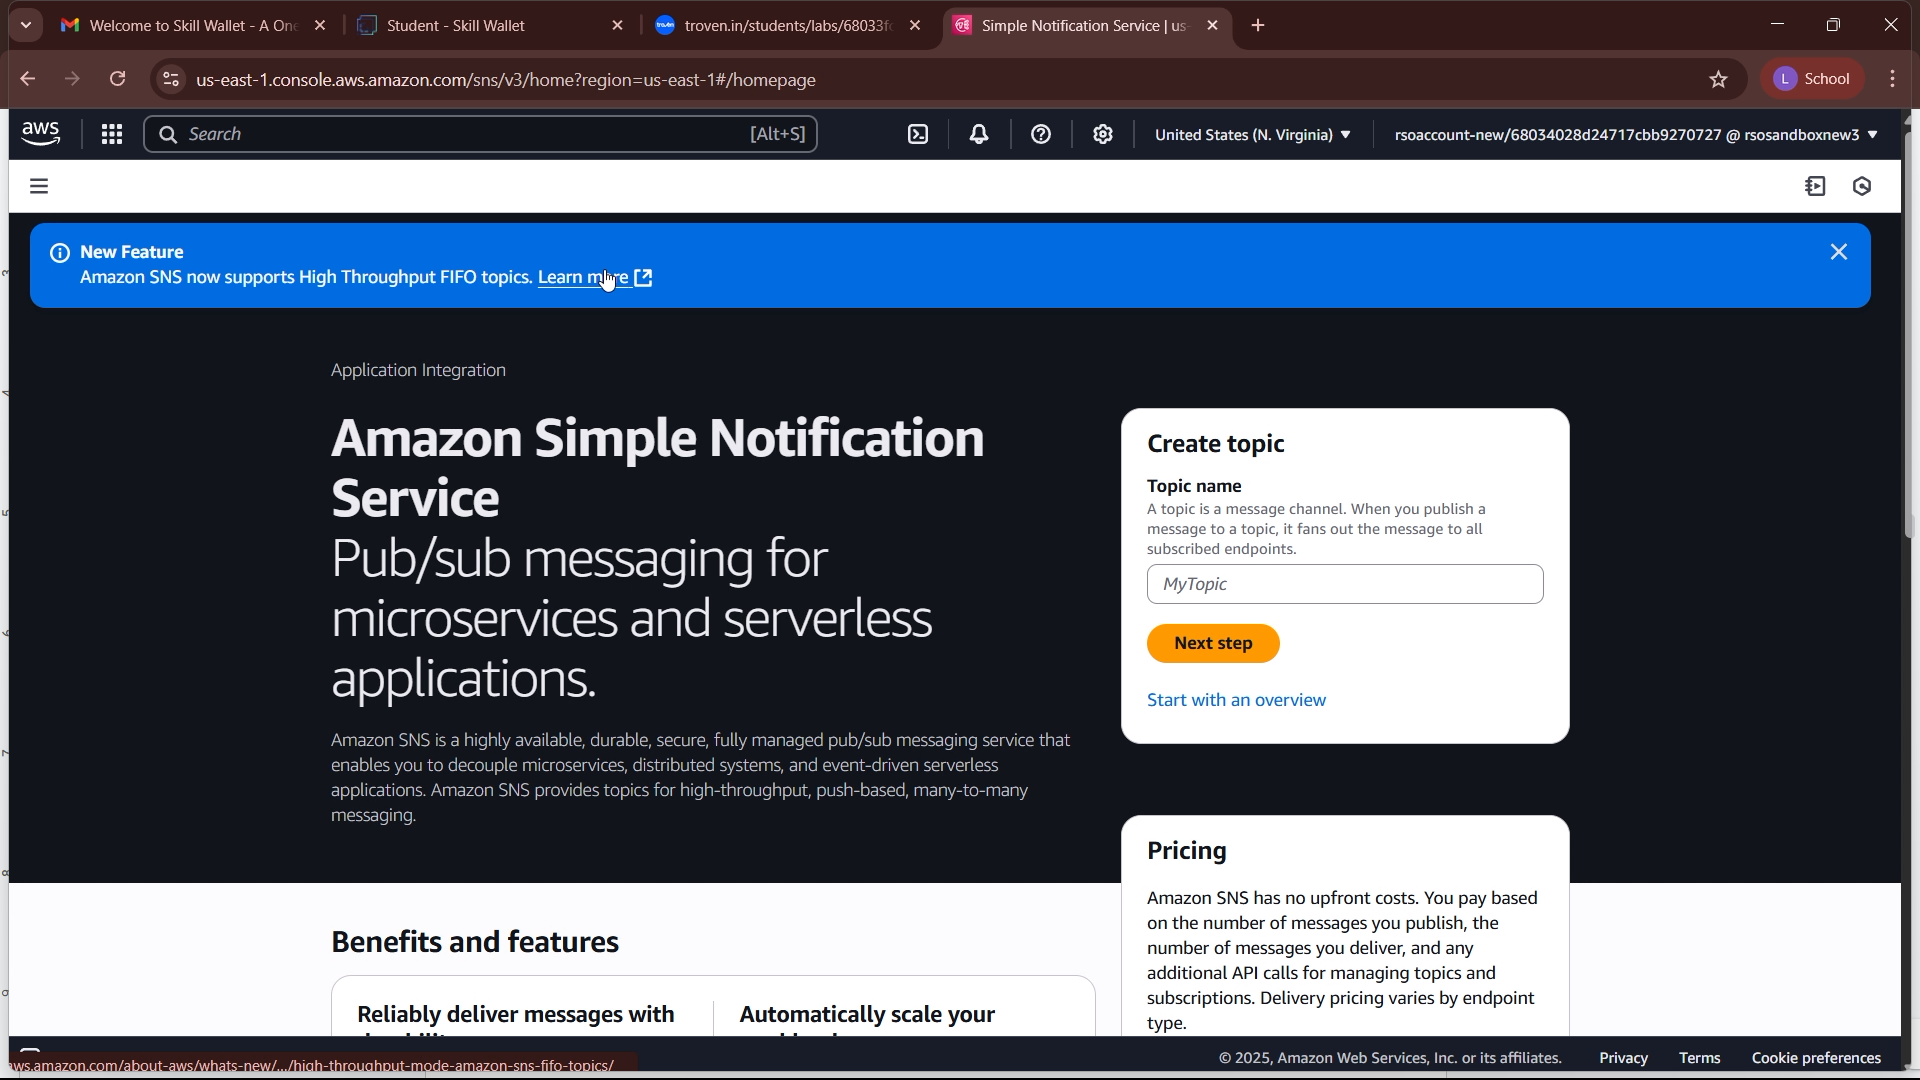 Welcome to Skill Wallet - A One
Student - Skill Wallet
troven.in/students/labs/68033f
Simple Notification Service | us-
us-east-1.console.aws.amazon.com/sns/v3/home?region=us-east-1#/homepage
L School
aws
Search
[Alt+S]
United States (N. Virginia)
rsoaccount-new/68034028d24717cbb9270727 @ rsosandboxnew3
New Feature
Amazon SNS now supports High Throughput FIFO topics. Learn more
Application Integration
Amazon Simple Notification
Service
Pub/sub messaging for
microservices and serverless
applications.
Amazon SNS is a highly available, durable, secure, fully managed pub/sub messaging service that
enables you to decouple microservices, distributed systems, and event-driven serverless
applications. Amazon SNS provides topics for high-throughput, push-based, many-to-many
messaging.
Create topic
Topic name
A topic is a message channel. When you publish a
message to a topic, it fans out the message to all
subscribed endpoints.
MyTopic
Next step
Start with an overview
Pricing
Amazon SNS has no upfront costs. You pay based
on the number of messages you publish, the
number of messages you deliver, and any
additional API calls for managing topics and
subscriptions. Delivery pricing varies by endpoint
type.
Benefits and features
Reliably deliver messages with
Automatically scale your
ws.amazon.com/about-aws/whats-new/.../high-throughput-mode-amazon-sns-fifo-topics/
© 2025, Amazon Web Services, Inc. or its affiliates.
Privacy
Terms
Cookie preferences